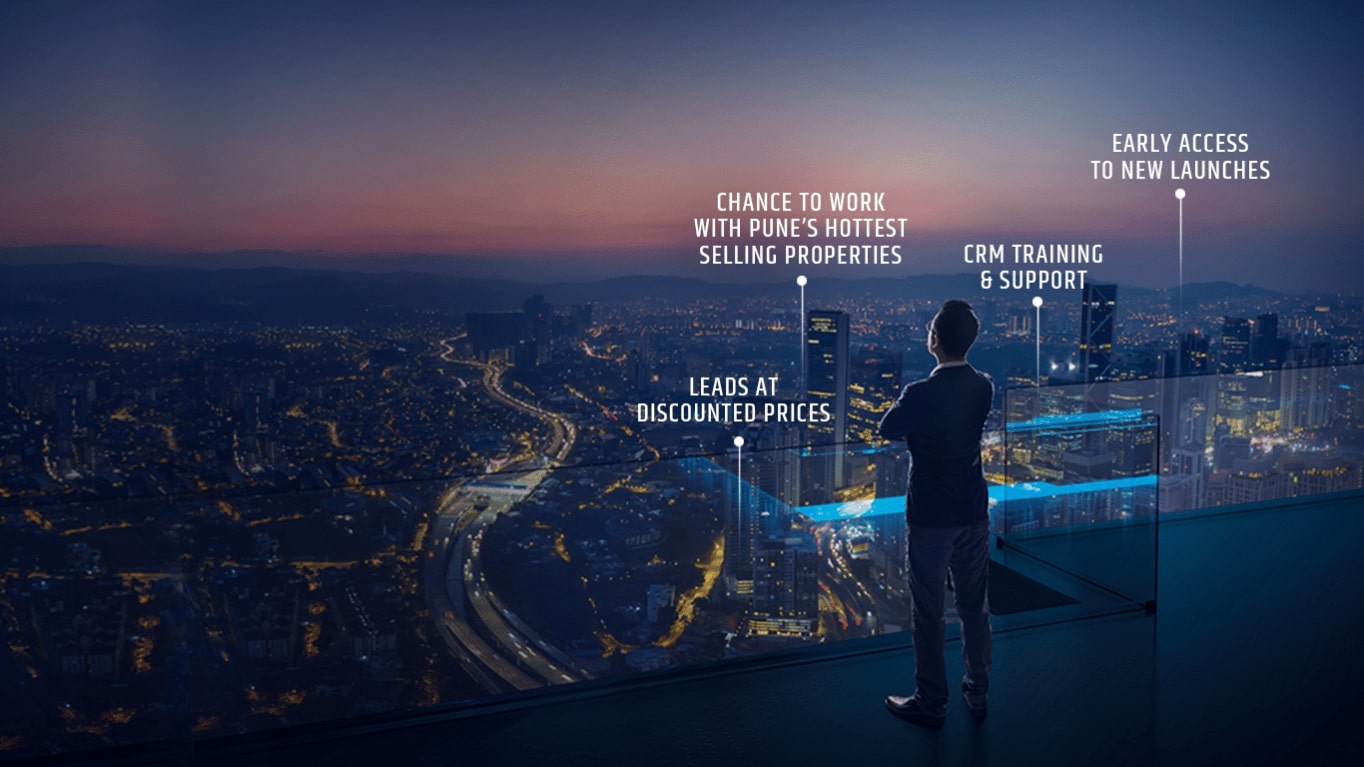 EARLY ACCESS
TO NEW LAUNCHES
CHANCE TO WORK
WITH PUNE'S HOTTEST
SELLING PROPERTIES
CRM TRAINING
& SUPPORT
LEADS AT
DISCOUNTED PRICES